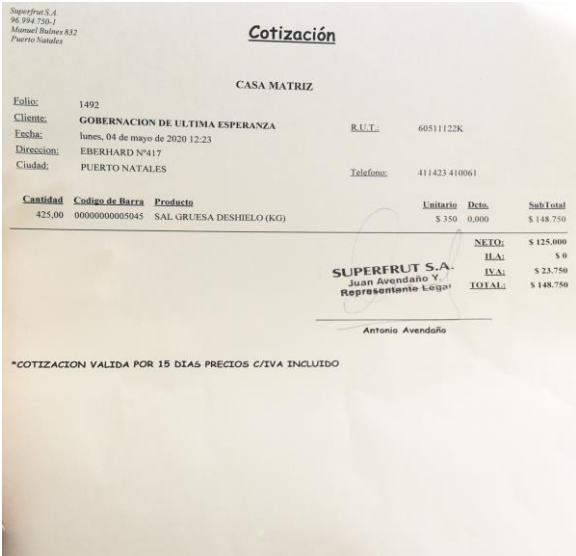 Superfrut S.A.
96.994.750-1
Manuel Bulnes 832
Puerto Natales
Cotización
CASA MATRIZ
Folio: 1492
Cliente: GOBERNACION DE ULTIMA ESPERANZA R.U.T.: 60511122K
Fecha: lunes, 04 de mayo de 2020 12:23
Direccion: EBERHARD Nº417
Ciudad: PUERTO NATALES Telefono: 411423 410061
Cantidad Codigo de Barra Producto Unitario Dcto. SubTotal
425,00 00000000005045 SAL GRUESA DESHIELO (KG) $ 350 0,000 $ 148.750
NETO: $ 125.000
ILA: $ 0
IVA: $ 23.750
TOTAL: $ 148.750
SUPERFRUT S.A.
Juan Avendaño Y.
Representante Legal
Antonio Avendaño
*COTIZACION VALIDA POR 15 DIAS PRECIOS C/IVA INCLUIDO